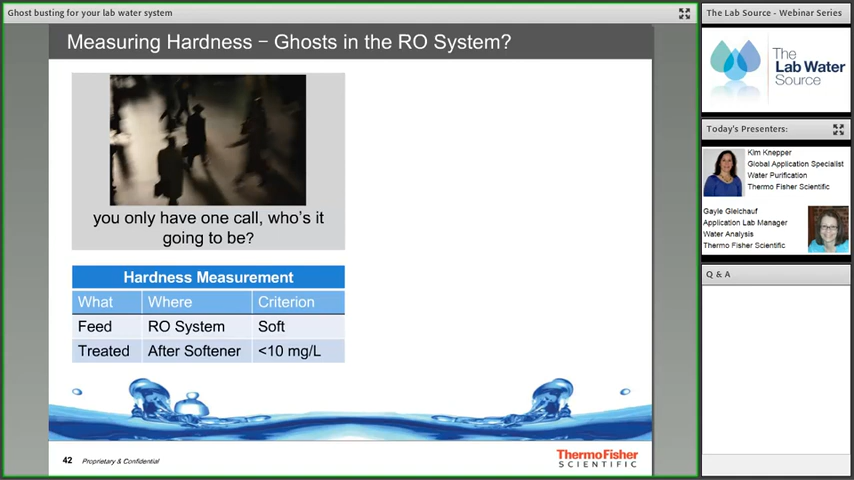 Ghost busting for your lab water system
Measuring Hardness – Ghosts in the RO System?
you only have one call, who's it
going to be?
Hardness Measurement
What Where Criterion
Feed RO System Soft
Treated After Softener <10 mg/L
42 Proprietary & Confidential
ThermoFisher
SCIENTIFIC
The Lab Source - Webinar Series
The
Lab Water
Source
Today's Presenters:
Kim Knepper
Global Application Specialist
Water Purification
Thermo Fisher Scientific
Gayle Gleichauf
Application Lab Manager
Water Analysis
Thermo Fisher Scientific
Q & A